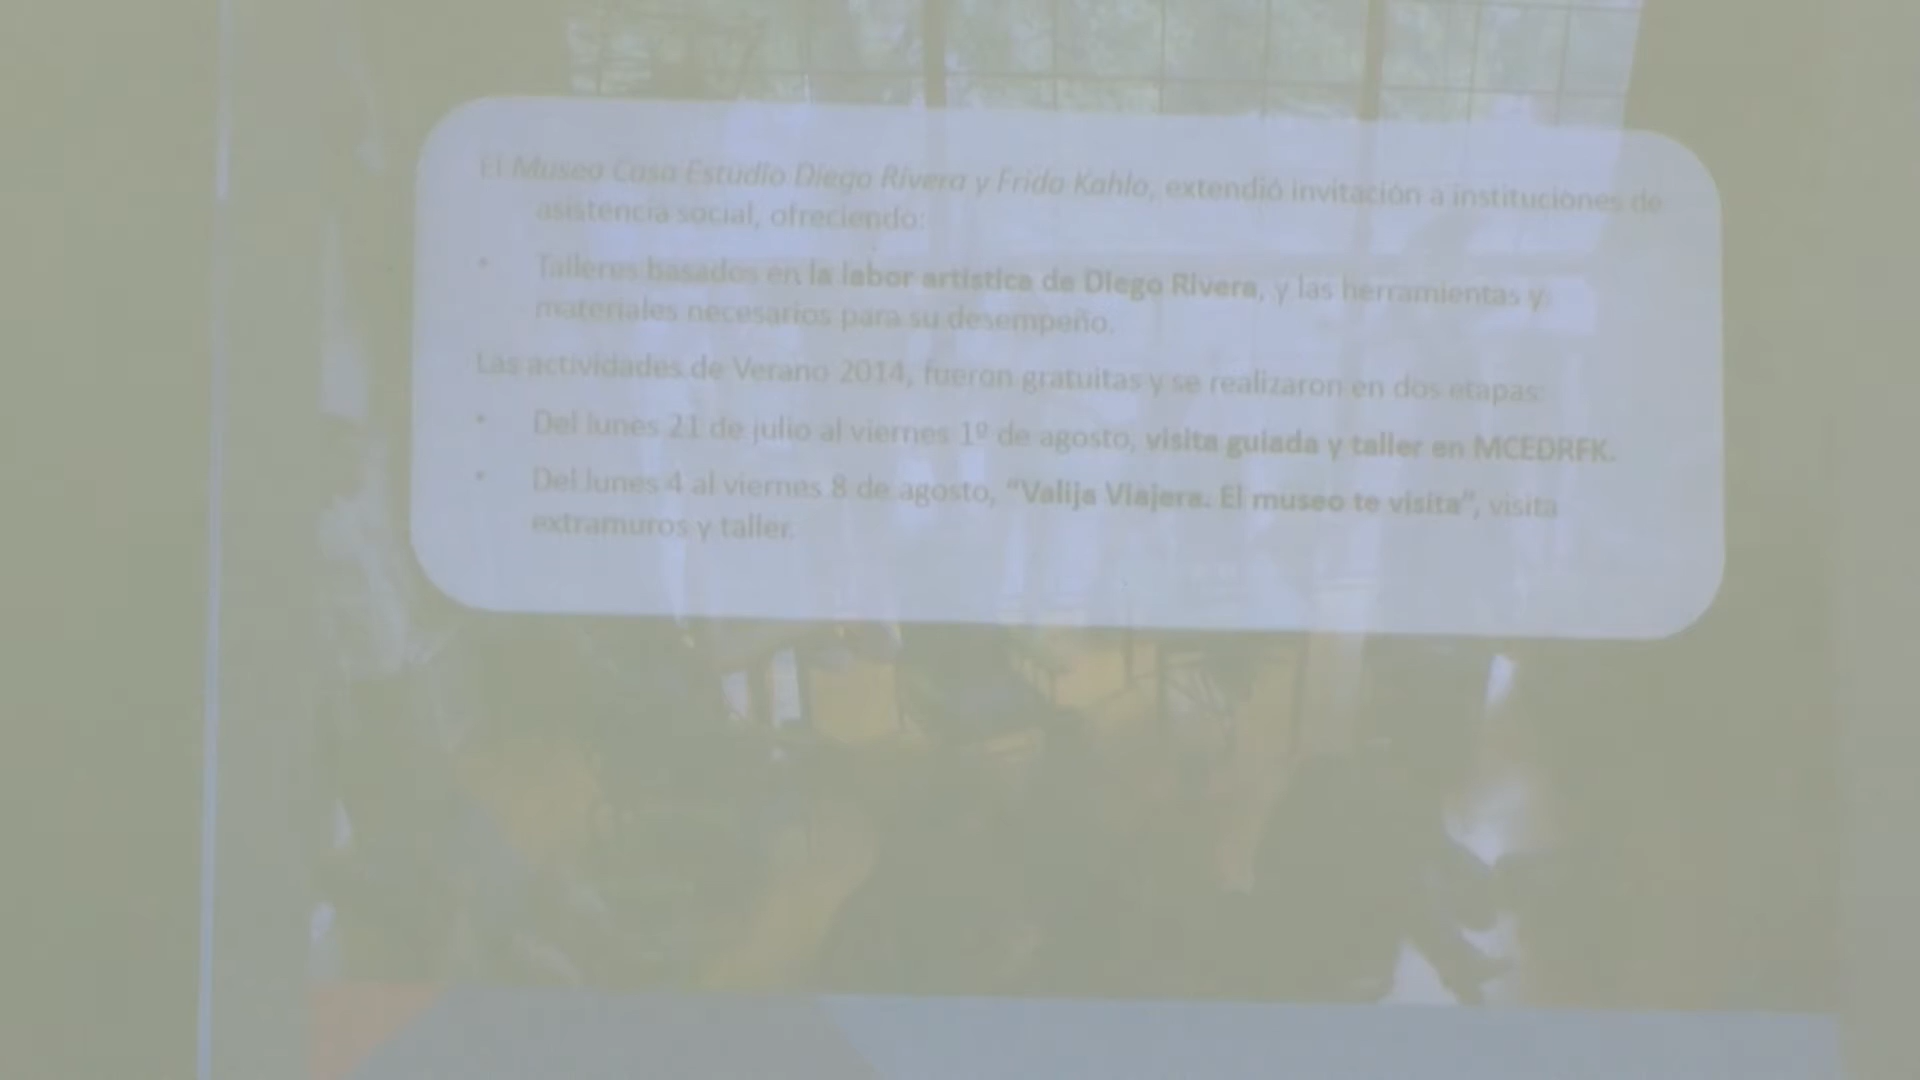 El Museo Casa Estudio Diego Rivera y Frida Kahlo, extendió invitación a instituciones de
asistencia social, ofreciendo:
• Talleres basados en la labor artística de Diego Rivera, y las herramientas y
materiales necesarios para su desempeño.
Las actividades de Verano 2014, fueron gratuitas y se realizaron en dos etapas:
• Del lunes 21 de julio al viernes 1º de agosto, visita guiada y taller en MCEDRFK.
• Del lunes 4 al viernes 8 de agosto, “Valija Viajera. El museo te visita”, visita
extramuros y taller.